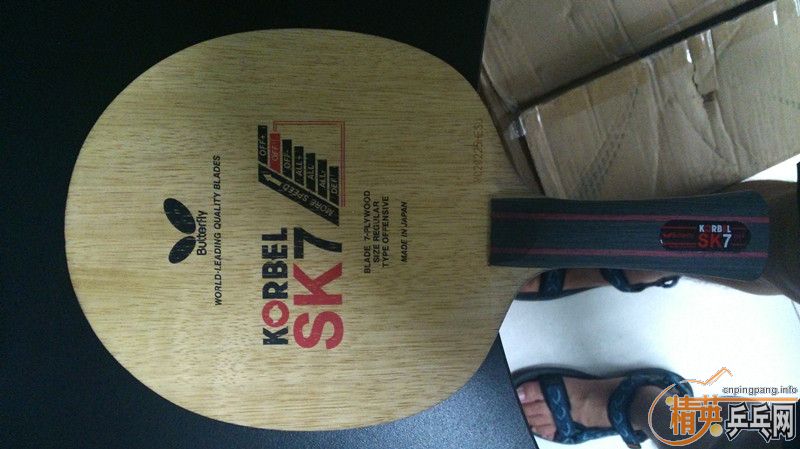 Butterfly
WORLD-LEADING QUALITY BLADES
KORBEL
SK7
OFF+
OFF
OFF-
ALL+
ALL
ALL-
DEF
MORE SPEED
BLADE 7-PLYWOOD
SIZE REGULAR
TYPE OFFENSIVE
MADE IN JAPAN
KORBEL
SK7
cnpingpang.info
精英乒乓网